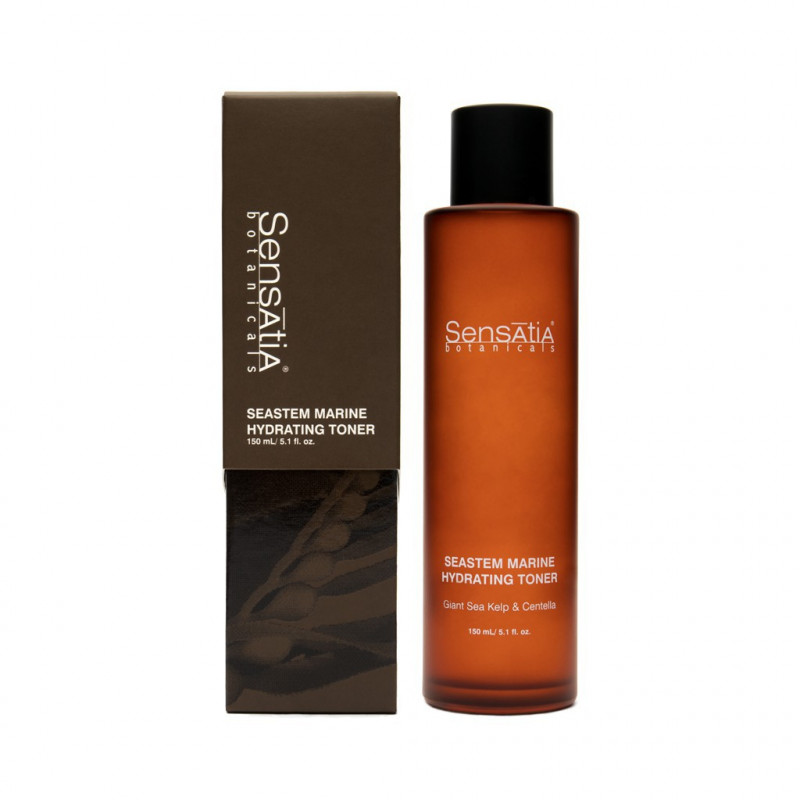 Sensatia®
botanicals
SEASTEM MARINE
HYDRATING TONER
150 mL/ 5.1 fl. oz.
Sensatia®
botanicals
SEASTEM MARINE
HYDRATING TONER
Giant Sea Kelp & Centella
150 mL/ 5.1 fl. oz.